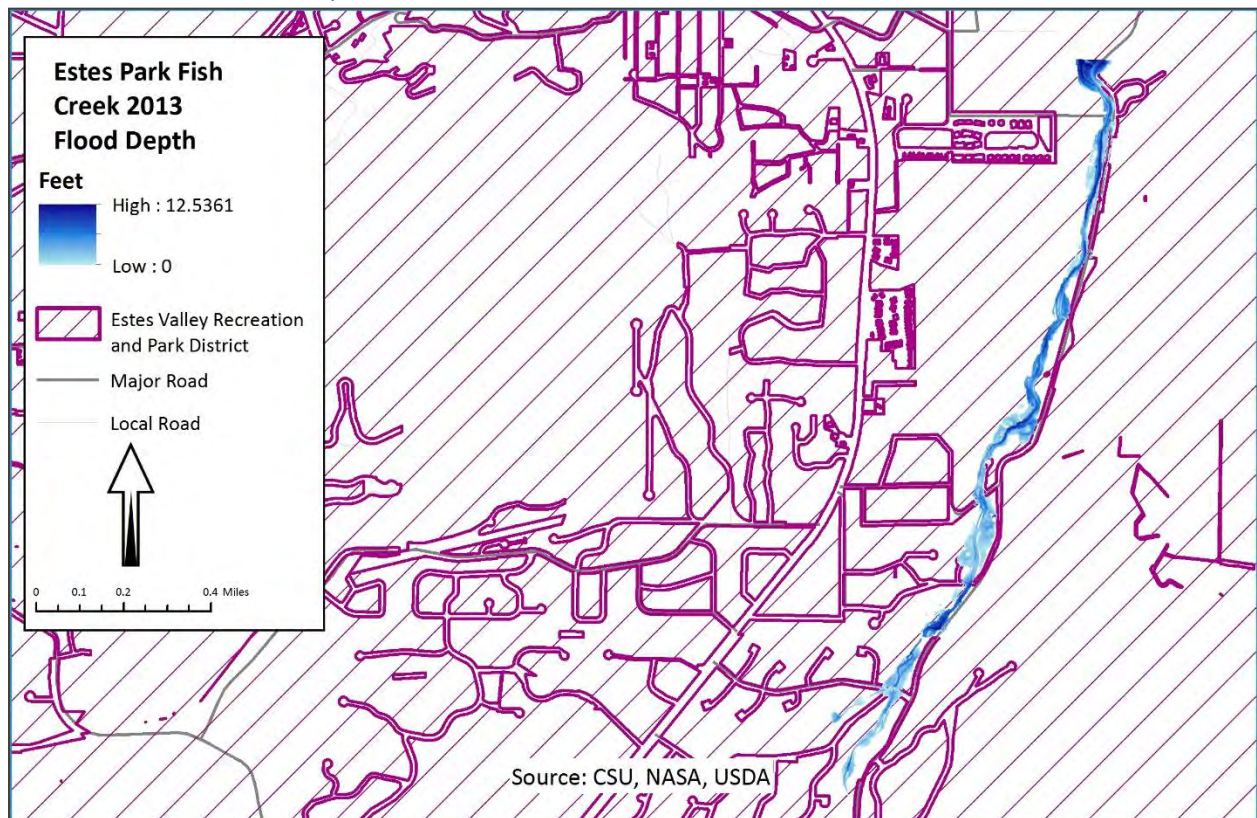 Estes Park Fish
Creek 2013
Flood Depth
Feet
High : 12.5361
Low : 0
Estes Valley Recreation
and Park District
Major Road
Local Road
0 0.1 0.2 0.4 Miles
Source: CSU, NASA, USDA